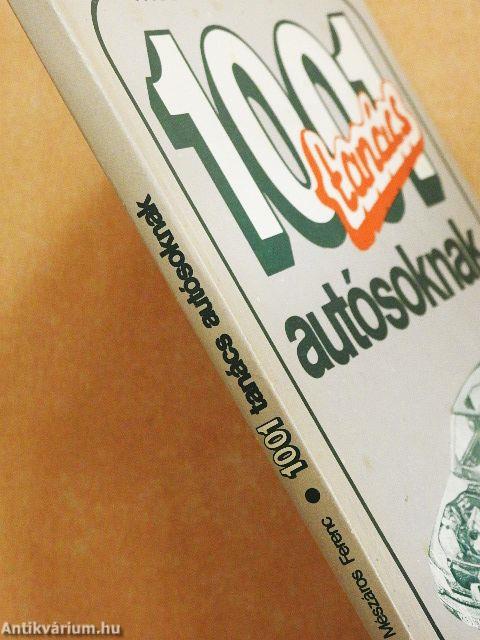 1001
tanács
autósoknak
Mészáros Ferenc • 1001 tanács autósoknak
Antikvárium.hu